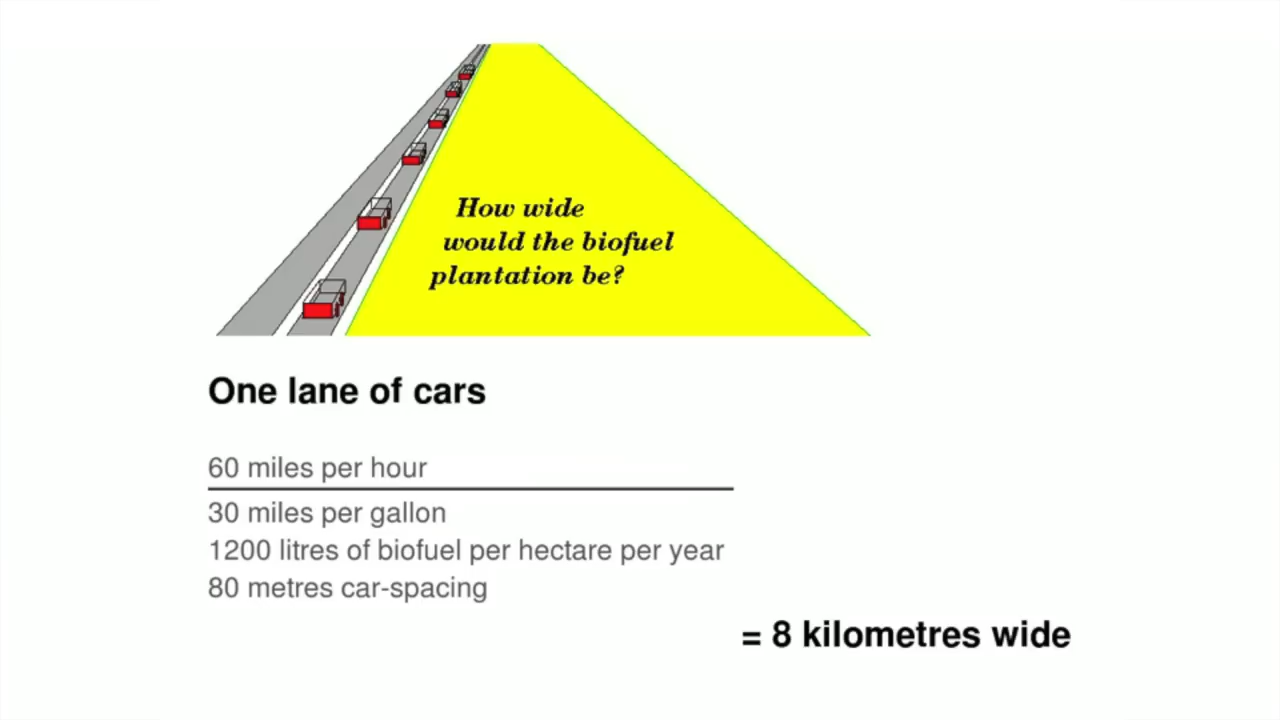 How wide
would the biofuel
plantation be?
One lane of cars
60 miles per hour
30 miles per gallon
1200 litres of biofuel per hectare per year
80 metres car-spacing
= 8 kilometres wide